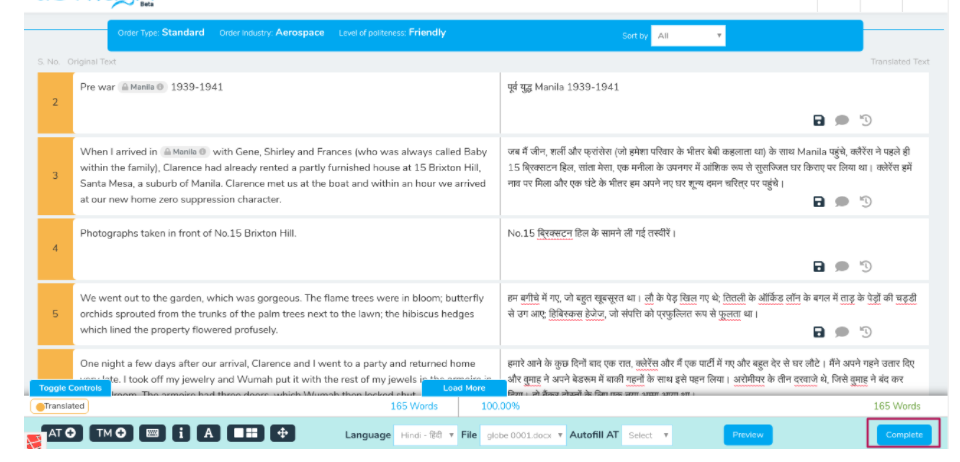 Beta
Order Type: Standard Order Industry: Aerospace Level of politeness: Friendly Sort by All
S. No. Original Text Translated Text
2
Pre war Manila 1939-1941
पूर्व युद्ध Manila 1939-1941
3
When I arrived in Manila with Gene, Shirley and Frances (who was always called Baby
within the family), Clarence had already rented a partly furnished house at 15 Brixton Hill,
Santa Mesa, a suburb of Manila. Clarence met us at the boat and within an hour we arrived
at our new home zero suppression character.
जब मैं जीन, शर्ली और फ्रांसेस (जो हमेशा परिवार के भीतर बेबी कहलाता था) के साथ Manila पहुंचे, क्लैरेंस ने पहले ही
15 ब्रिक्सटन हिल, सांता मेसा, एक मनीला के उपनगर में आंशिक रूप से सुसज्जित घर किराए पर लिया था। क्लेरेंस हमें
नाव पर मिला और एक घंटे के भीतर हम अपने नए घर शून्य दमन चरित्र पर पहुंचे।
4
Photographs taken in front of No.15 Brixton Hill.
No.15 ब्रिक्सटन हिल के सामने ली गई तस्वीरें।
5
We went out to the garden, which was gorgeous. The flame trees were in bloom; butterfly
orchids sprouted from the trunks of the palm trees next to the lawn; the hibiscus hedges
which lined the property flowered profusely.
हम बगीचे में गए, जो बहुत खूबसूरत था। लौ के पेड़ खिल गए थे; तितली के ऑर्किड लॉन के बगल में ताड़ के पेड़ों की चड्डी
से उग आए; हिबिस्कस हेजेज, जो संपत्ति को प्रफुल्लित रूप से फूलता था।
One night a few days after our arrival, Clarence and I went to a party and returned home
late. I took off my jewelry and Wumah put it with the rest of my jewels in the armoire in
room. The armoire had three doors, which Wumah then locked shut
हमारे आने के कुछ दिनों बाद एक रात, क्लेरेंस और मैं एक पार्टी में गए और बहुत देर से घर लौटे। मैंने अपने गहने उतार दिए
और वुमाह ने अपने बेडरूम में बाकी गहनों के साथ इसे पहन लिया। अरोमीयर के तीन दरवाजे थे, जिसे वुमाह ने बंद कर
Toggle Controls Load More
Translated 165 Words 100.00% 165 Words
AT TM i A Language Hindi - हिंदी File globe 0001.docx Autofill AT Select Preview Complete